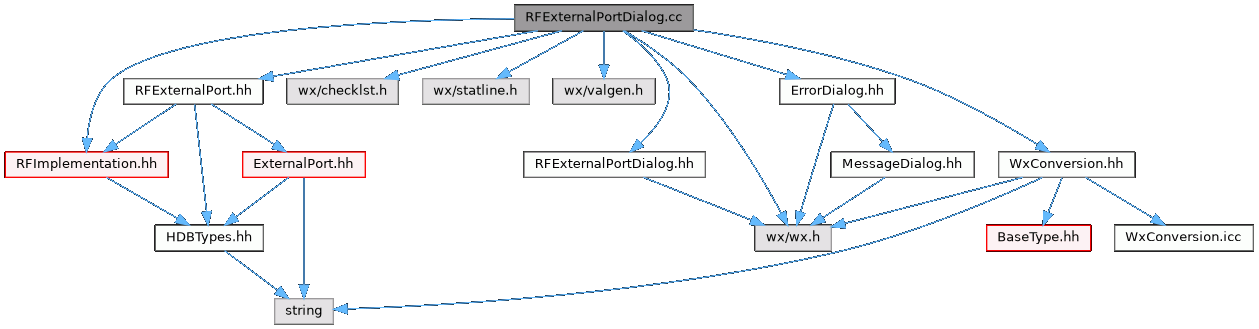 RFExternalPortDialog.cc
RFExternalPort.hh
wx/checklst.h
wx/statline.h
wx/valgen.h
ErrorDialog.hh
RFImplementation.hh
ExternalPort.hh
RFExternalPortDialog.hh
MessageDialog.hh
WxConversion.hh
HDBTypes.hh
wx/wx.h
BaseType.hh
WxConversion.icc
string